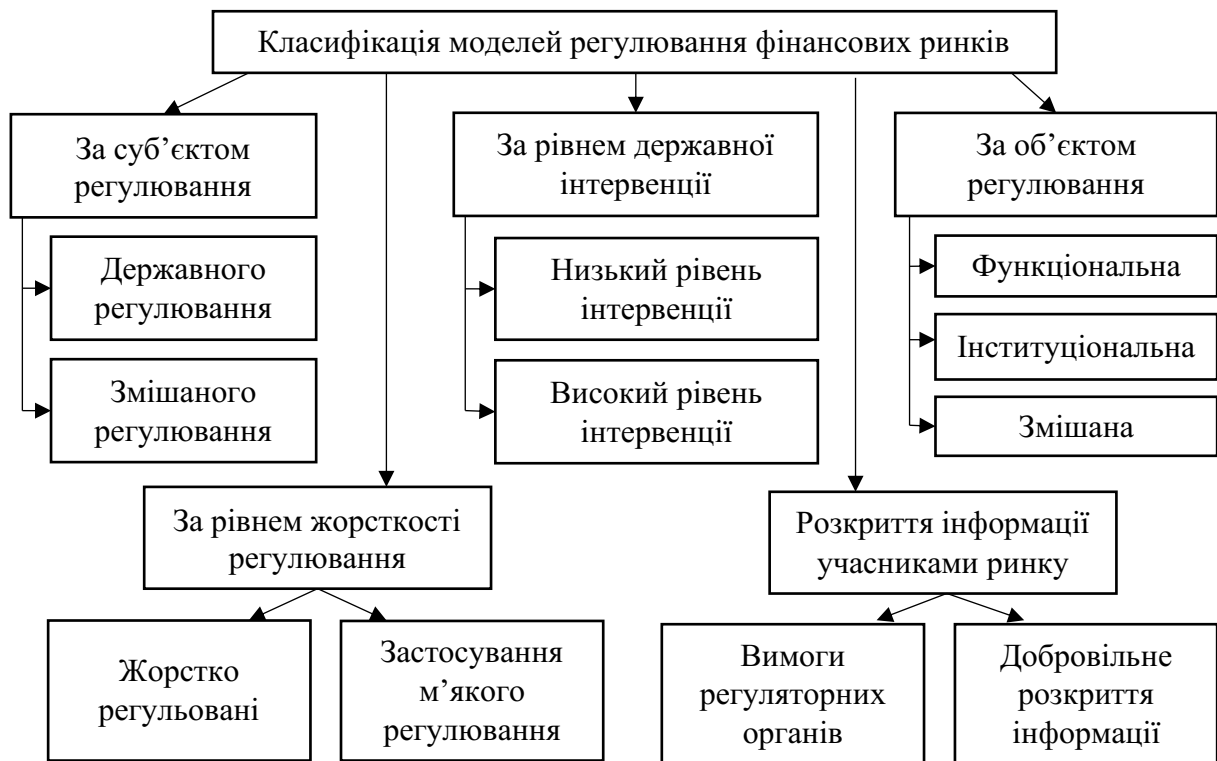 Класифікація моделей регулювання фінансових ринків
За суб’єктом
регулювання
Державного
регулювання
Змішаного
регулювання
За рівнем державної
інтервенції
Низький рівень
інтервенції
Високий рівень
інтервенції
За об’єктом
регулювання
Функціональна
Інституціональна
Змішана
За рівнем жорсткості
регулювання
Жорстко
регульовані
Застосування
м’якого
регулювання
Розкриття інформації
учасниками ринку
Вимоги
регуляторних
органів
Добровільне
розкриття
інформації